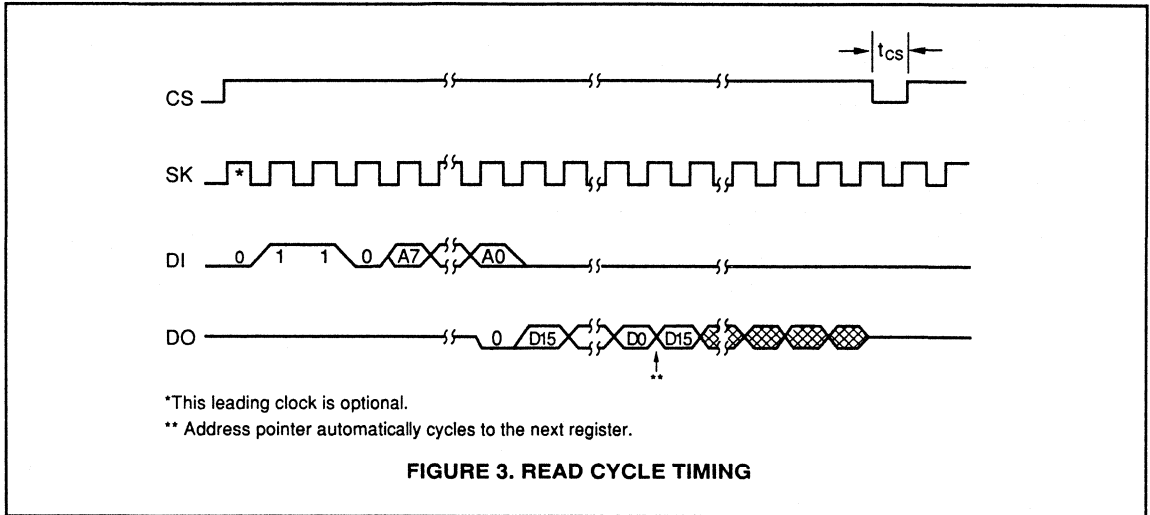 tCS
CS
SK *
DI 0 1 1 0 A7 A0
DO 0 D15 D0 D15
**
*This leading clock is optional.
** Address pointer automatically cycles to the next register.
FIGURE 3. READ CYCLE TIMING